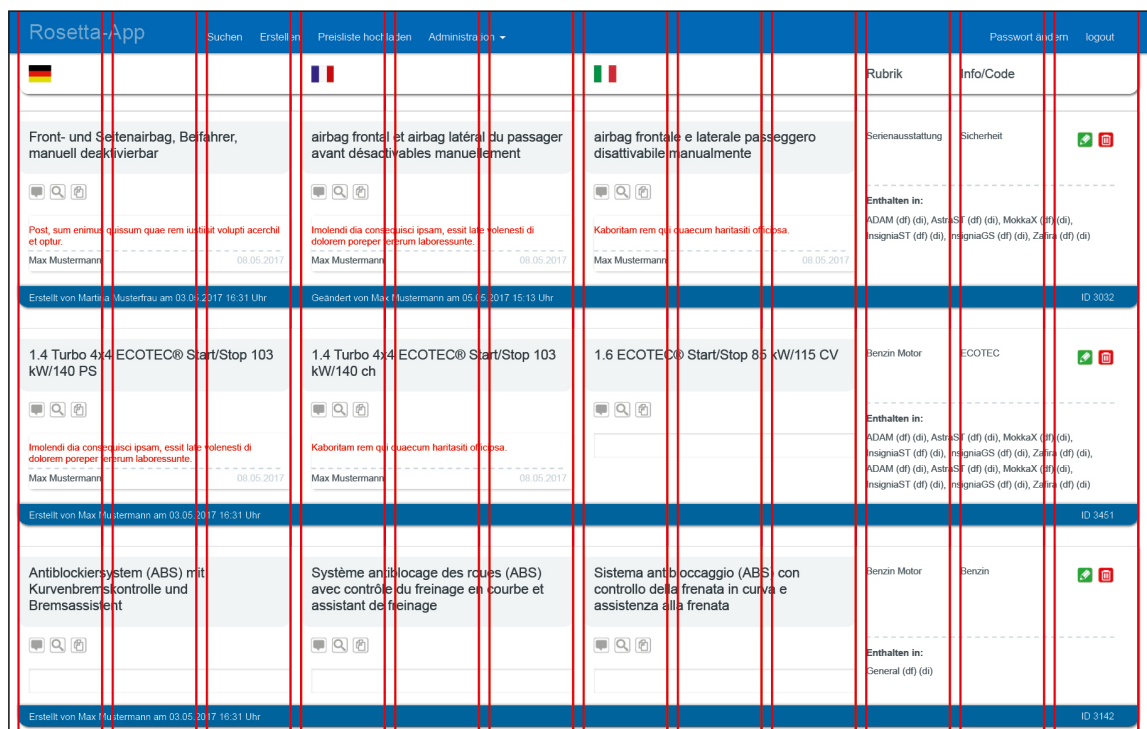 Rosetta-App Suchen Erstellen Preisliste hochladen Administration Passwort ändern logout
Rubrik Info/Code
Front- und Seitenairbag, Beifahrer,
manuell deaktivierbar
airbag frontal et airbag latéral du passager
avant désactivables manuellement
airbag frontale e laterale passeggero
disattivabile manualmente
Serienausstattung Sicherheit
Post, sum enimus quissum quae rem iustiisit volupti acerchil
et optur.
Max Mustermann 08.05.2017
Imolendi dia consequisci ipsam, essit late volenesti di
dolorem poreper fererum laboressunte.
Max Mustermann 08.05.2017
Kaboritam rem qui quaecum haritasiti officiosa.
Max Mustermann 08.05.2017
Enthalten in:
ADAM (df) (di), AstraST (df) (di), MokkaX (df) (di),
InsigniaST (df) (di), InsigniaGS (df) (di), Zafira (df) (di)
Erstellt von Martina Musterfrau am 03.05.2017 16:31 Uhr Geändert von Max Mustermann am 05.05.2017 15:13 Uhr ID 3032
1.4 Turbo 4x4 ECOTEC® Start/Stop 103
kW/140 PS
1.4 Turbo 4x4 ECOTEC® Start/Stop 103
kW/140 ch
1.6 ECOTEC® Start/Stop 85 kW/115 CV
Benzin Motor ECOTEC
Imolendi dia consequisci ipsam, essit late volenesti di
dolorem poreper fererum laboressunte.
Max Mustermann 08.05.2017
Kaboritam rem qui quaecum haritasiti officiosa.
Max Mustermann 08.05.2017
Enthalten in:
ADAM (df) (di), AstraST (df) (di), MokkaX (df) (di),
InsigniaST (df) (di), InsigniaGS (df) (di), Zafira (df) (di),
ADAM (df) (di), AstraST (df) (di), MokkaX (df) (di),
InsigniaST (df) (di), InsigniaGS (df) (di), Zafira (df) (di)
Erstellt von Max Mustermann am 03.05.2017 16:31 Uhr ID 3451
Antiblockiersystem (ABS) mit
Kurvenbremskontrolle und
Bremsassistent
Système antiblocage des roues (ABS)
avec contrôle du freinage en courbe et
assistant de freinage
Sistema antibloccaggio (ABS) con
controllo della frenata in curva e
assistenza alla frenata
Benzin Motor Benzin
Enthalten in:
General (df) (di)
Erstellt von Max Mustermann am 03.05.2017 16:31 Uhr ID 3142